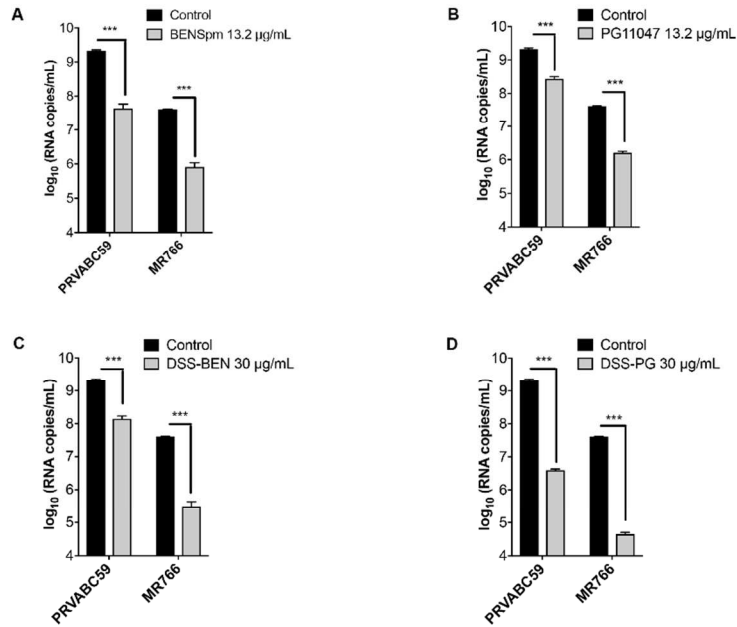 A
Control
BENSpm 13.2 µg/mL
***
***
log10 (RNA copies/mL)
10
9
8
7
6
5
4
PRVABC59
MR766
B
Control
PG11047 13.2 µg/mL
***
***
log10 (RNA copies/mL)
10
9
8
7
6
5
4
PRVABC59
MR766
C
Control
DSS-BEN 30 µg/mL
***
***
log10 (RNA copies/mL)
10
9
8
7
6
5
4
PRVABC59
MR766
D
Control
DSS-PG 30 µg/mL
***
***
log10 (RNA copies/mL)
10
9
8
7
6
5
4
PRVABC59
MR766